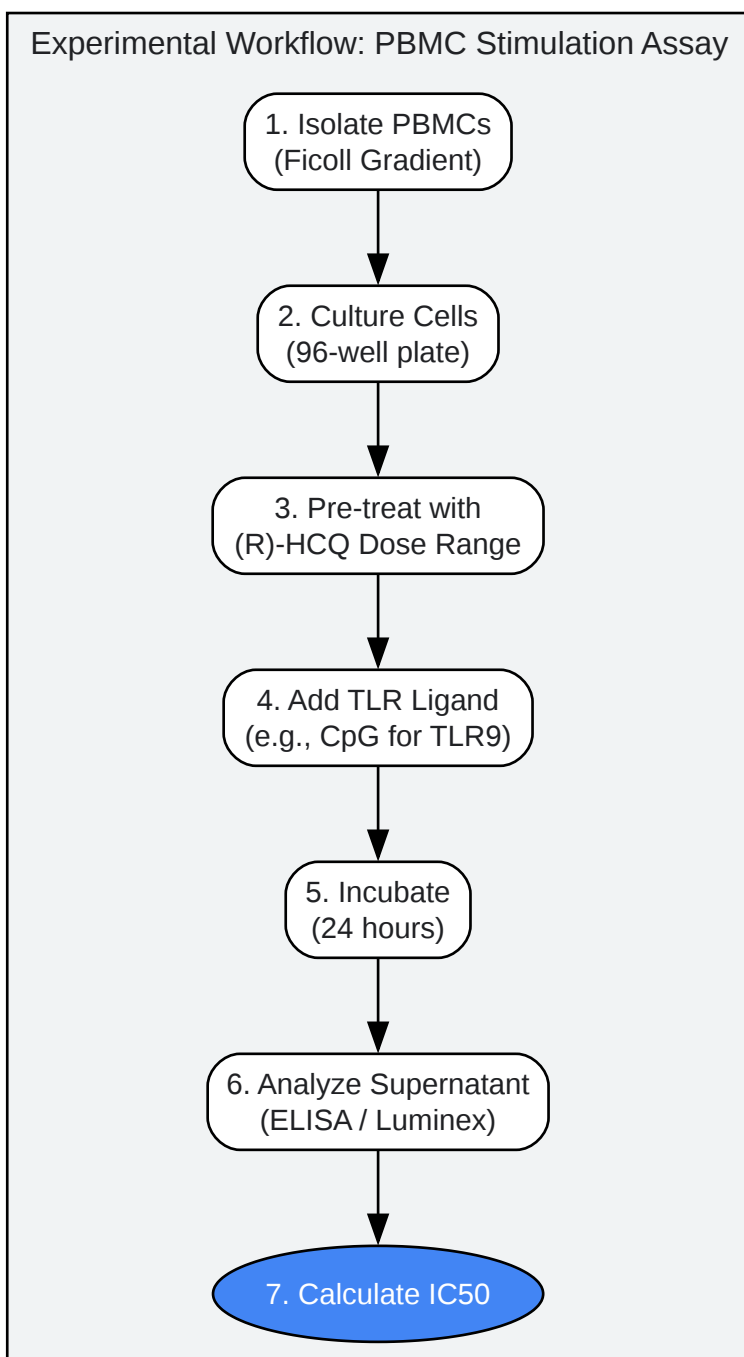 Experimental Workflow: PBMC Stimulation Assay
1. Isolate PBMCs
(Ficoll Gradient)
2. Culture Cells
(96-well plate)
3. Pre-treat with
(R)-HCQ Dose Range
4. Add TLR Ligand
(e.g., CpG for TLR9)
5. Incubate
(24 hours)
6. Analyze Supernatant
(ELISA / Luminex)
7. Calculate IC50